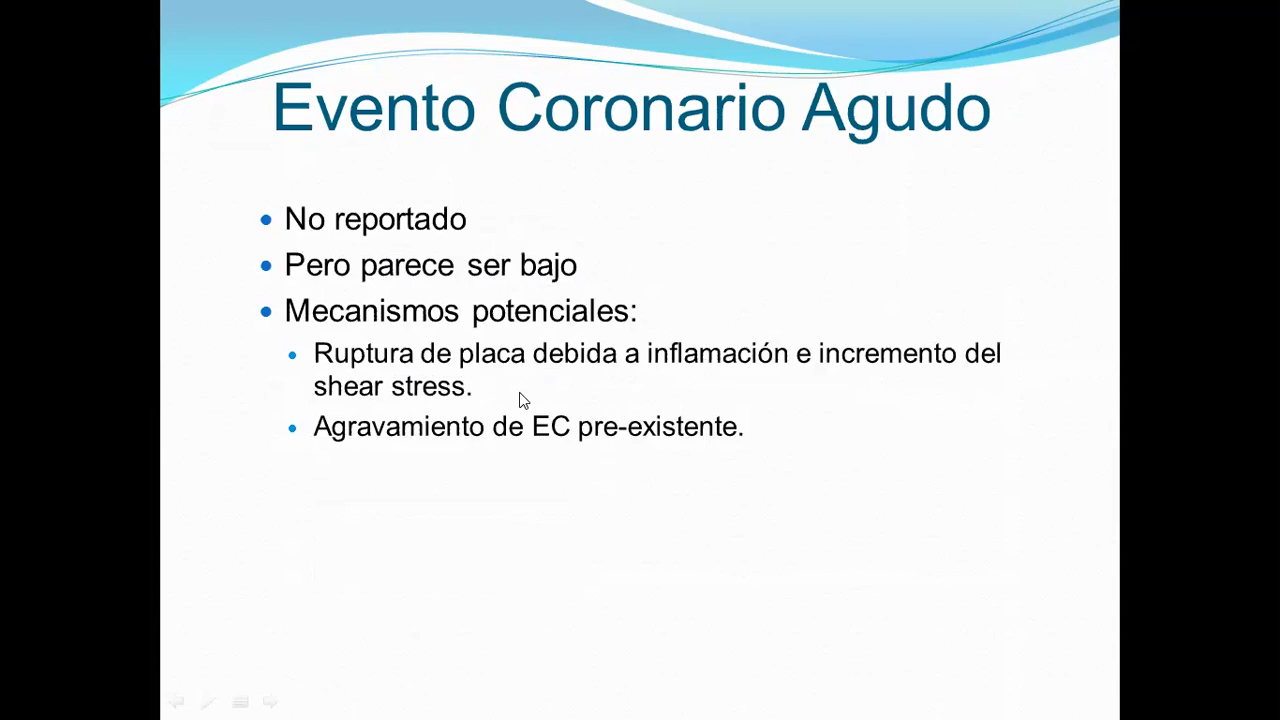 Evento Coronario Agudo
No reportado
Pero parece ser bajo
Mecanismos potenciales:
Ruptura de placa debida a inflamación e incremento del
shear stress.
Agravamiento de EC pre-existente.